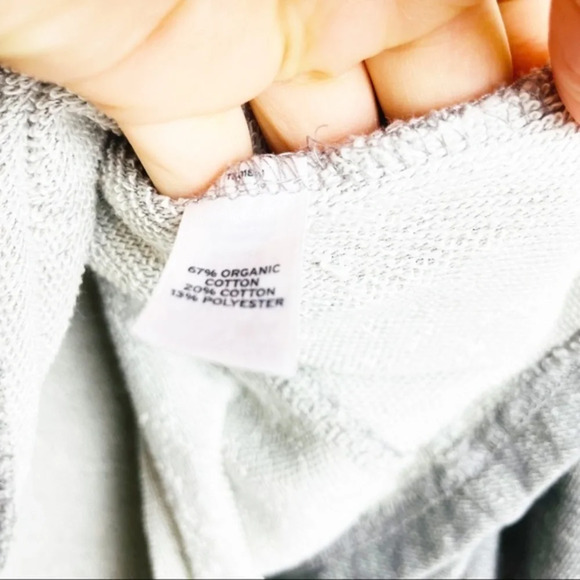 67% ORGANIC
COTTON
20% COTTON
13% POLYESTER